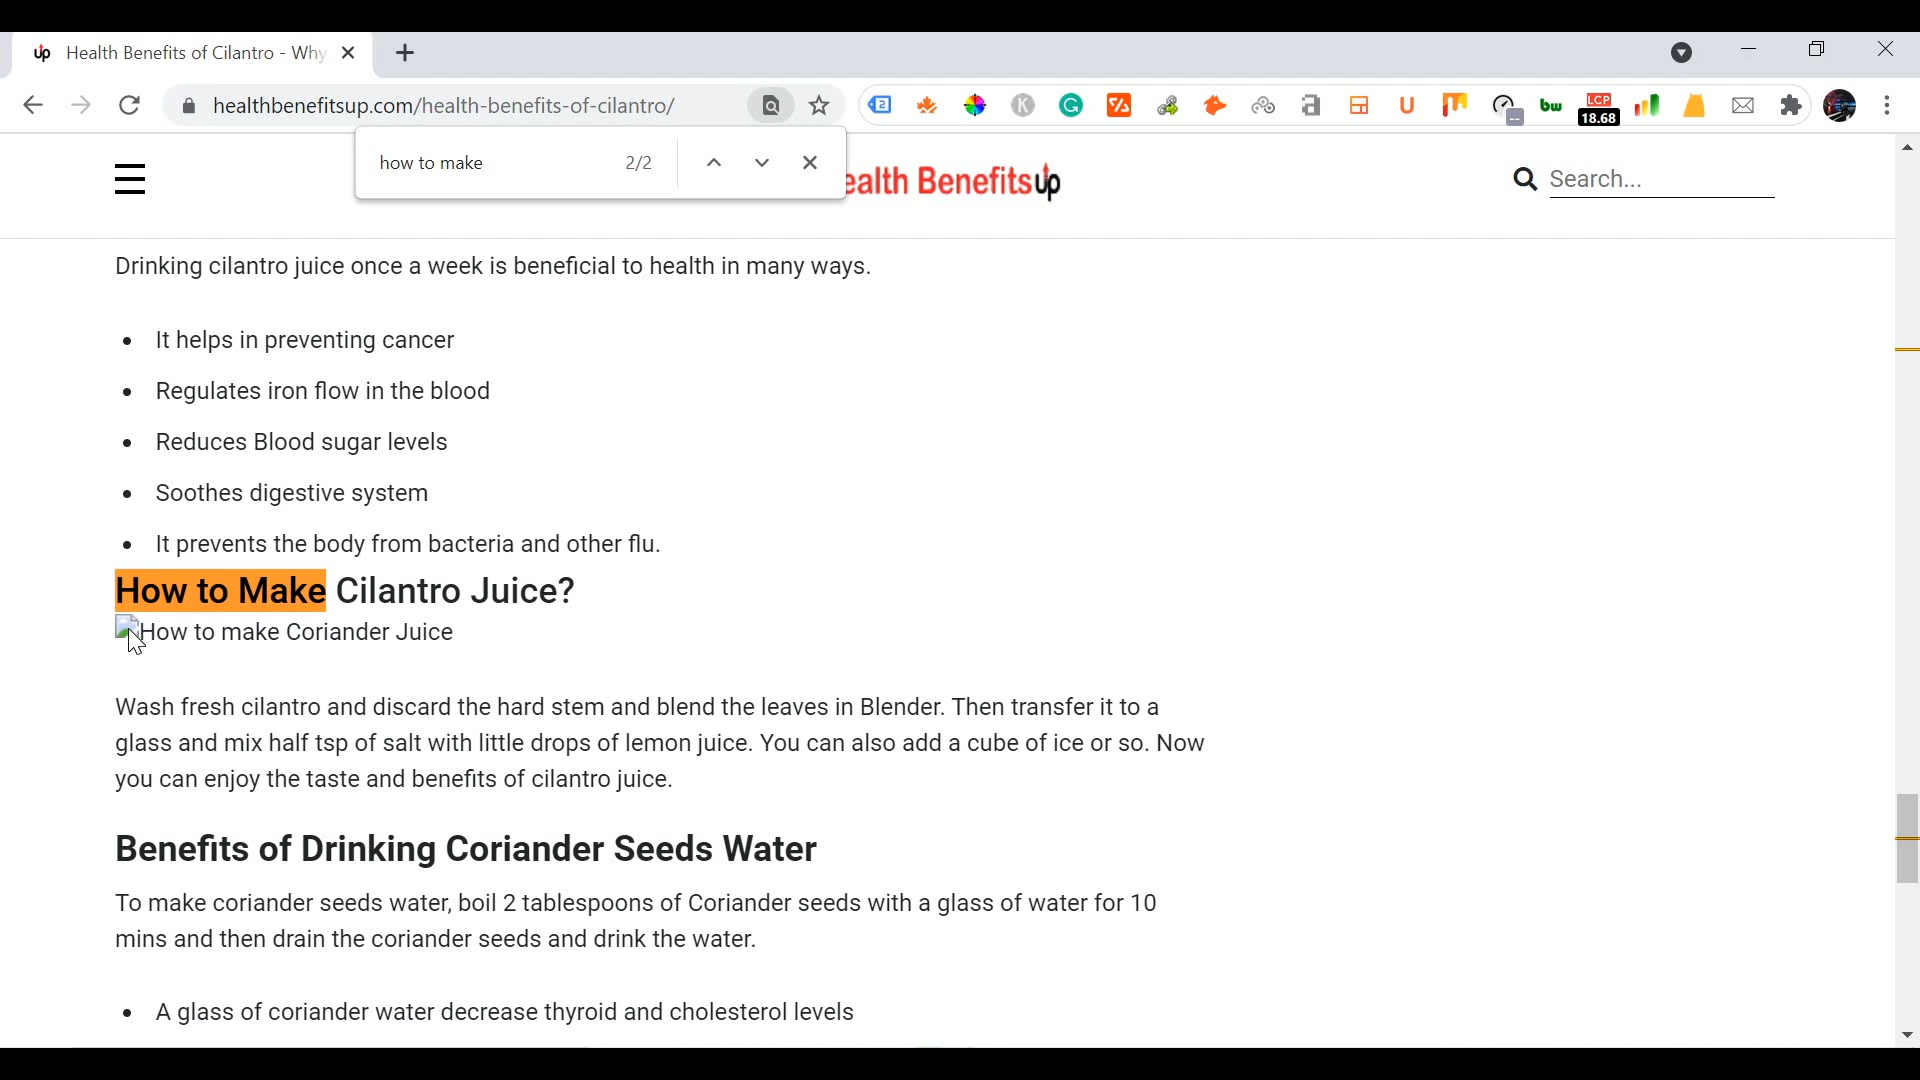 Health Benefits of Cilantro - Why
healthbenefitsup.com/health-benefits-of-cilantro/
LCP
18.68
how to make 2/2
ealth Benefitsup
Search...
Drinking cilantro juice once a week is beneficial to health in many ways.
• It helps in preventing cancer
• Regulates iron flow in the blood
• Reduces Blood sugar levels
• Soothes digestive system
• It prevents the body from bacteria and other flu.
How to Make Cilantro Juice?
How to make Coriander Juice
Wash fresh cilantro and discard the hard stem and blend the leaves in Blender. Then transfer it to a
glass and mix half tsp of salt with little drops of lemon juice. You can also add a cube of ice or so. Now
you can enjoy the taste and benefits of cilantro juice.
Benefits of Drinking Coriander Seeds Water
To make coriander seeds water, boil 2 tablespoons of Coriander seeds with a glass of water for 10
mins and then drain the coriander seeds and drink the water.
• A glass of coriander water decrease thyroid and cholesterol levels